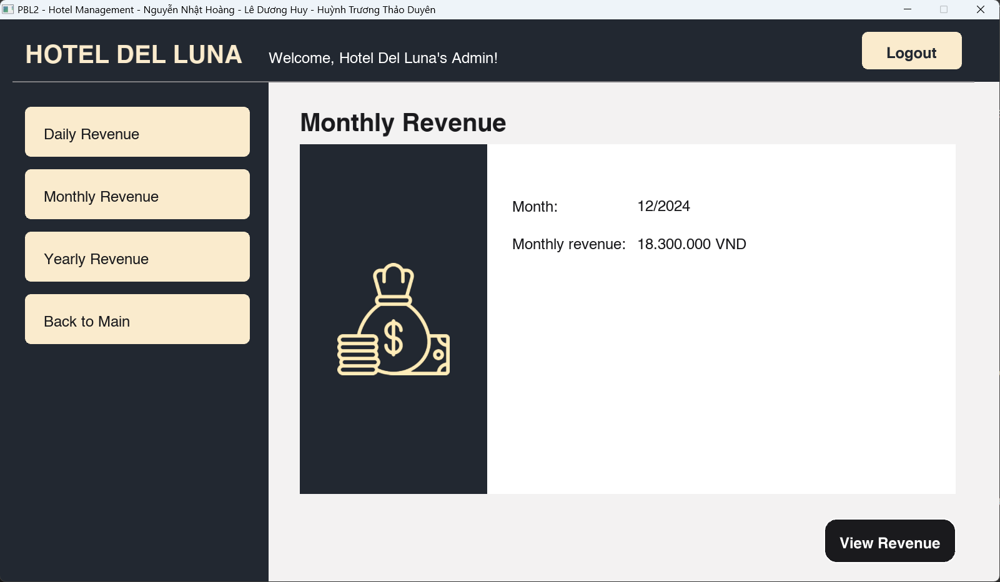 PBL2 - Hotel Management - Nguyễn Nhật Hoàng - Lê Dương Huy - Huỳnh Trương Thảo Duyên
HOTEL DEL LUNA
Welcome, Hotel Del Luna's Admin!
Logout
Daily Revenue
Monthly Revenue
Yearly Revenue
Back to Main
Monthly Revenue
Month: 12/2024
Monthly revenue: 18.300.000 VND
$
View Revenue